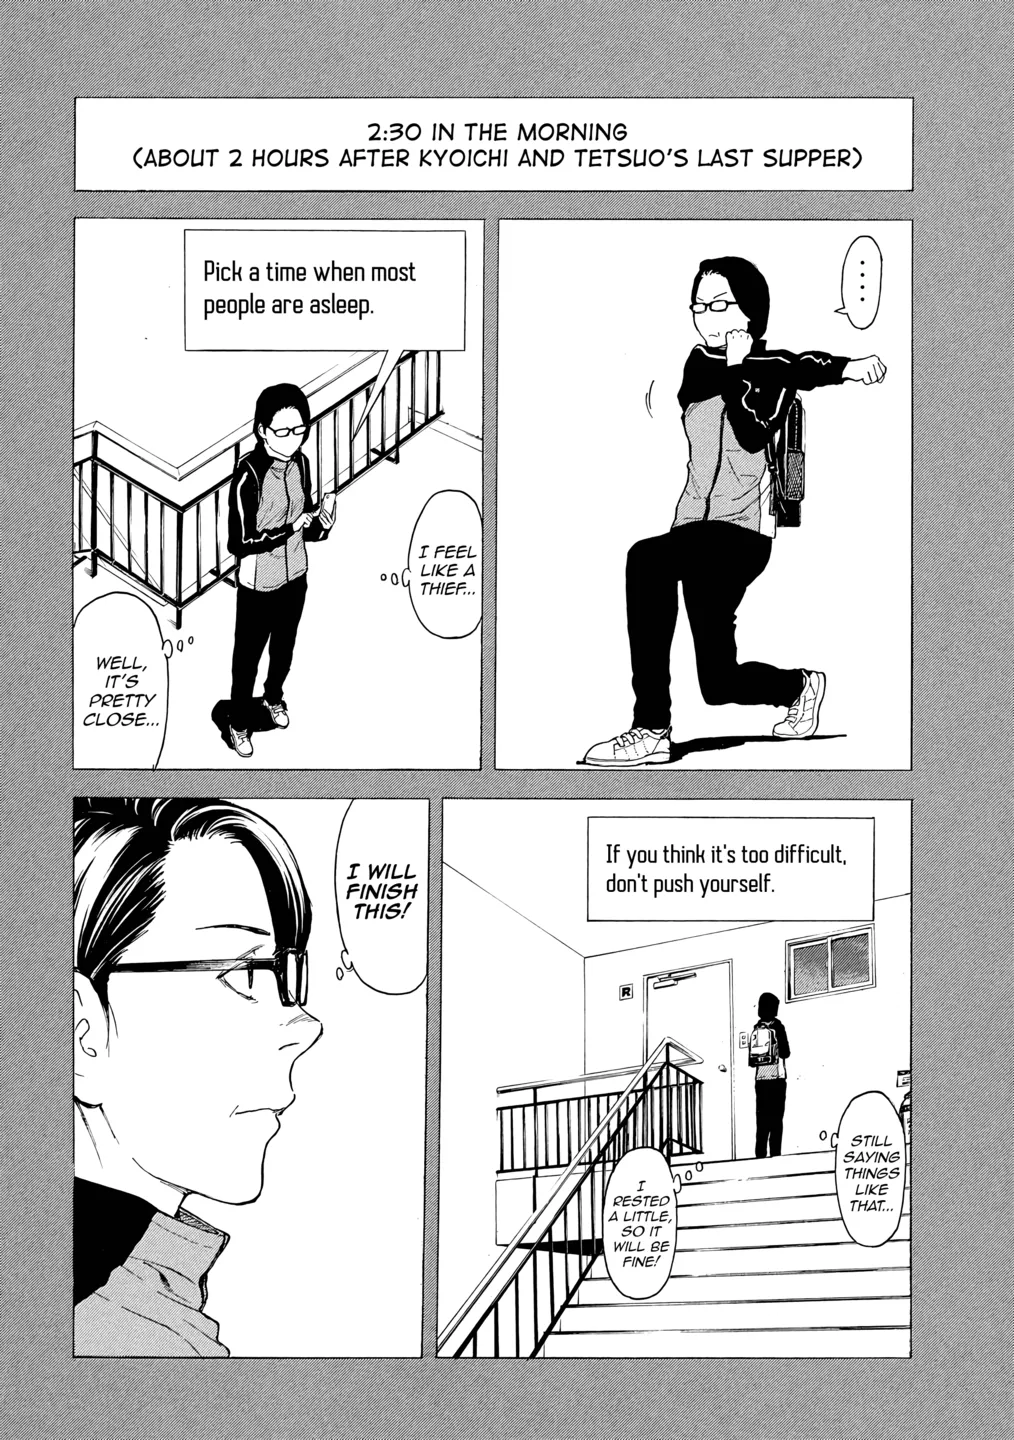 2:30 IN THE MORNING
(ABOUT 2 HOURS AFTER KYOICHI AND TETSUO'S LAST SUPPER)
Pick a time when most
people are asleep.
I FEEL
LIKE A
THIEF...
WELL,
IT'S
PRETTY
CLOSE...
....
I WILL
FINISH
THIS!
If you think it's too difficult,
don't push yourself.
R
STILL
SAYING
THINGS
LIKE
THAT...
I
RESTED
A LITTLE,
SO IT
WILL BE
FINE!